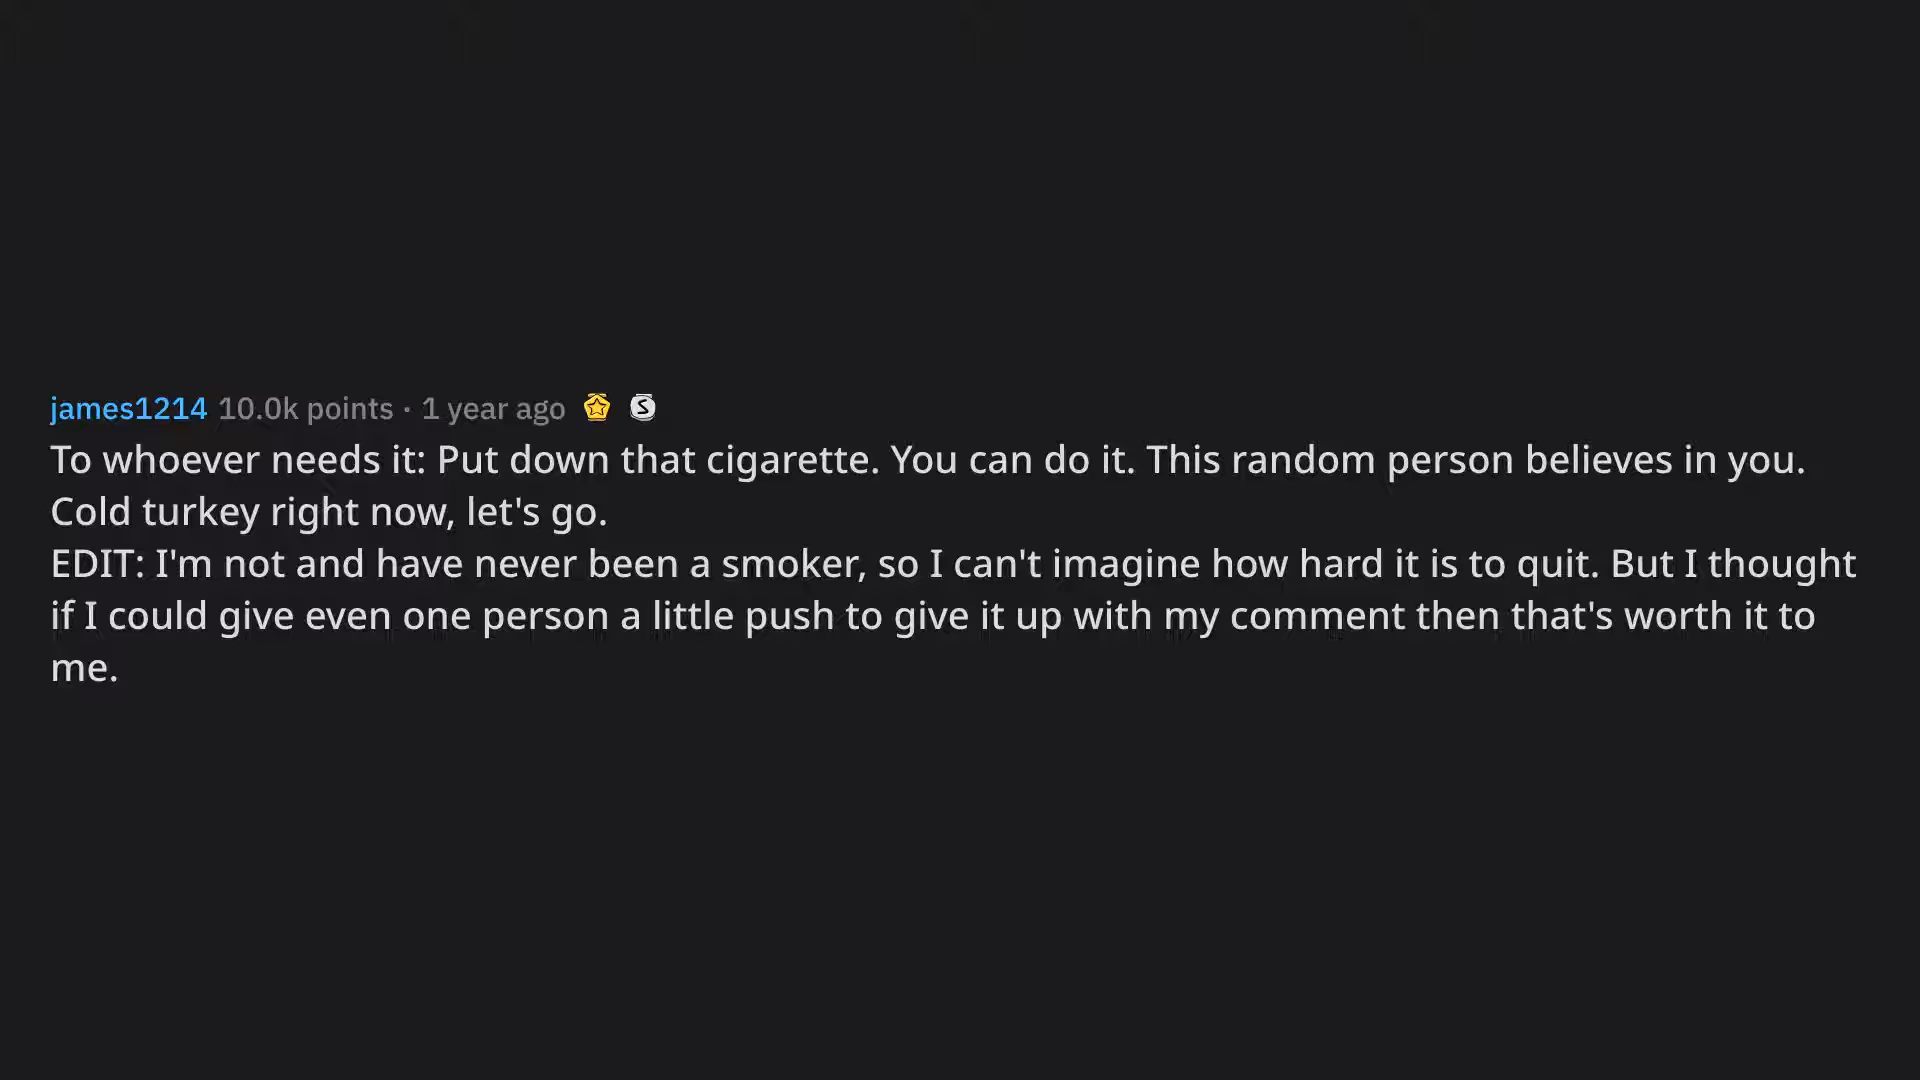 james1214 10.0k points · 1 year ago
To whoever needs it: Put down that cigarette. You can do it. This random person believes in you.
Cold turkey right now, let's go.
EDIT: I'm not and have never been a smoker, so I can't imagine how hard it is to quit. But I thought
if I could give even one person a little push to give it up with my comment then that's worth it to
me.